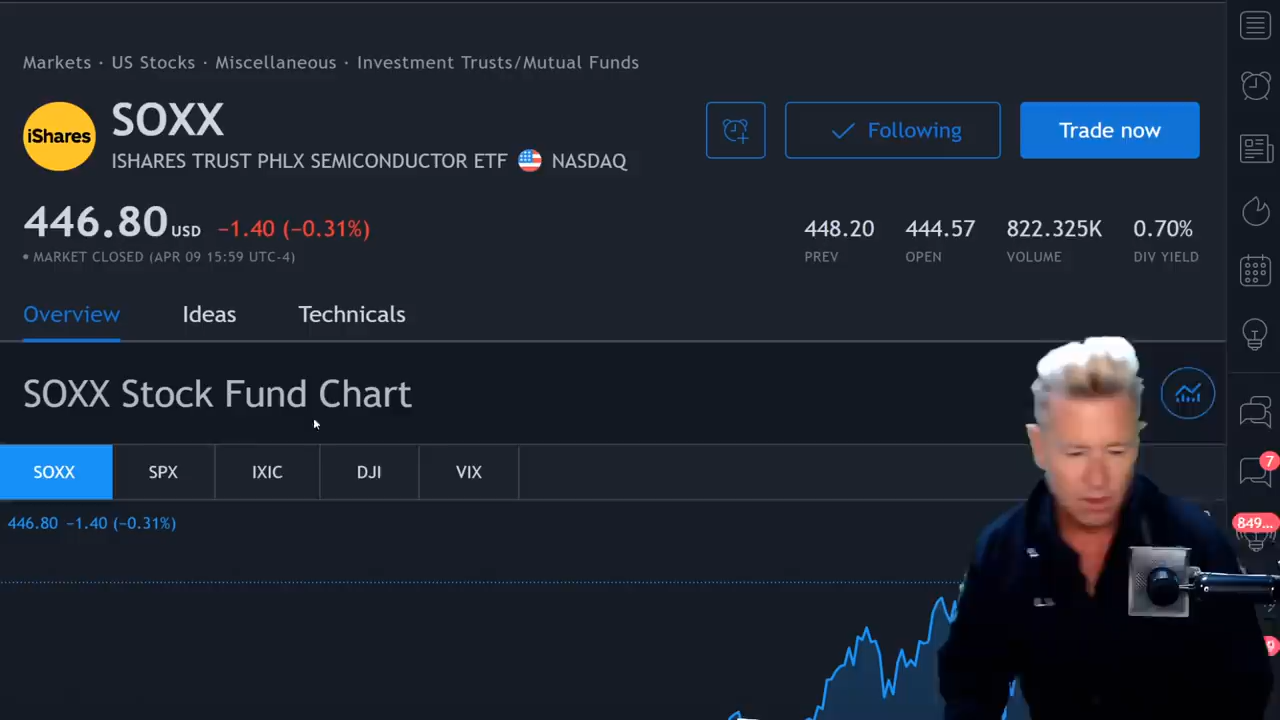 Markets · US Stocks · Miscellaneous · Investment Trusts/Mutual Funds
iShares
SOXX
ISHARES TRUST PHLX SEMICONDUCTOR ETF NASDAQ
Following
Trade now
446.80 USD −1.40 (−0.31%)
• MARKET CLOSED (APR 09 15:59 UTC-4)
448.20 444.57 822.325K 0.70%
PREV OPEN VOLUME DIV YIELD
Overview Ideas Technicals
SOXX Stock Fund Chart
SOXX SPX IXIC DJI VIX
446.80 −1.40 (−0.31%)
7
849...